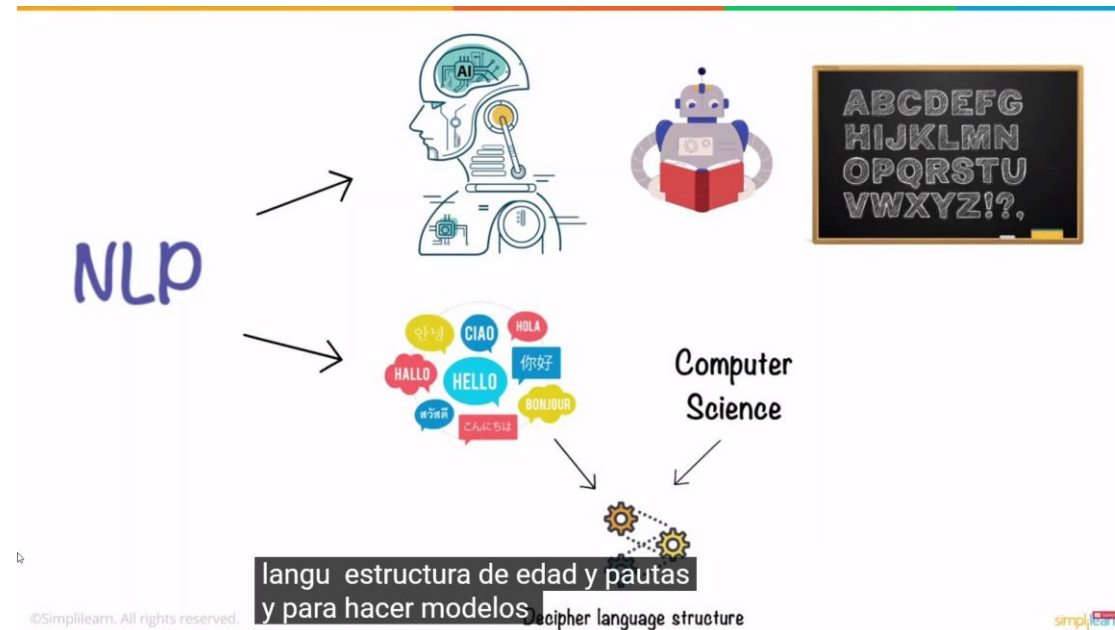 AI
ABCDEFG
HIJKLMN
OPQRSTU
VWXYZ!?,
NLP
안녕
CIAO
HOLA
HALLO
HELLO
你好
สวัสดี
こんにちは
BONJOUR
Computer
Science
langu estructura de edad y pautas
y para hacer modelos
Decipher language structure
©Simplilearn. All rights reserved.
simplilearn